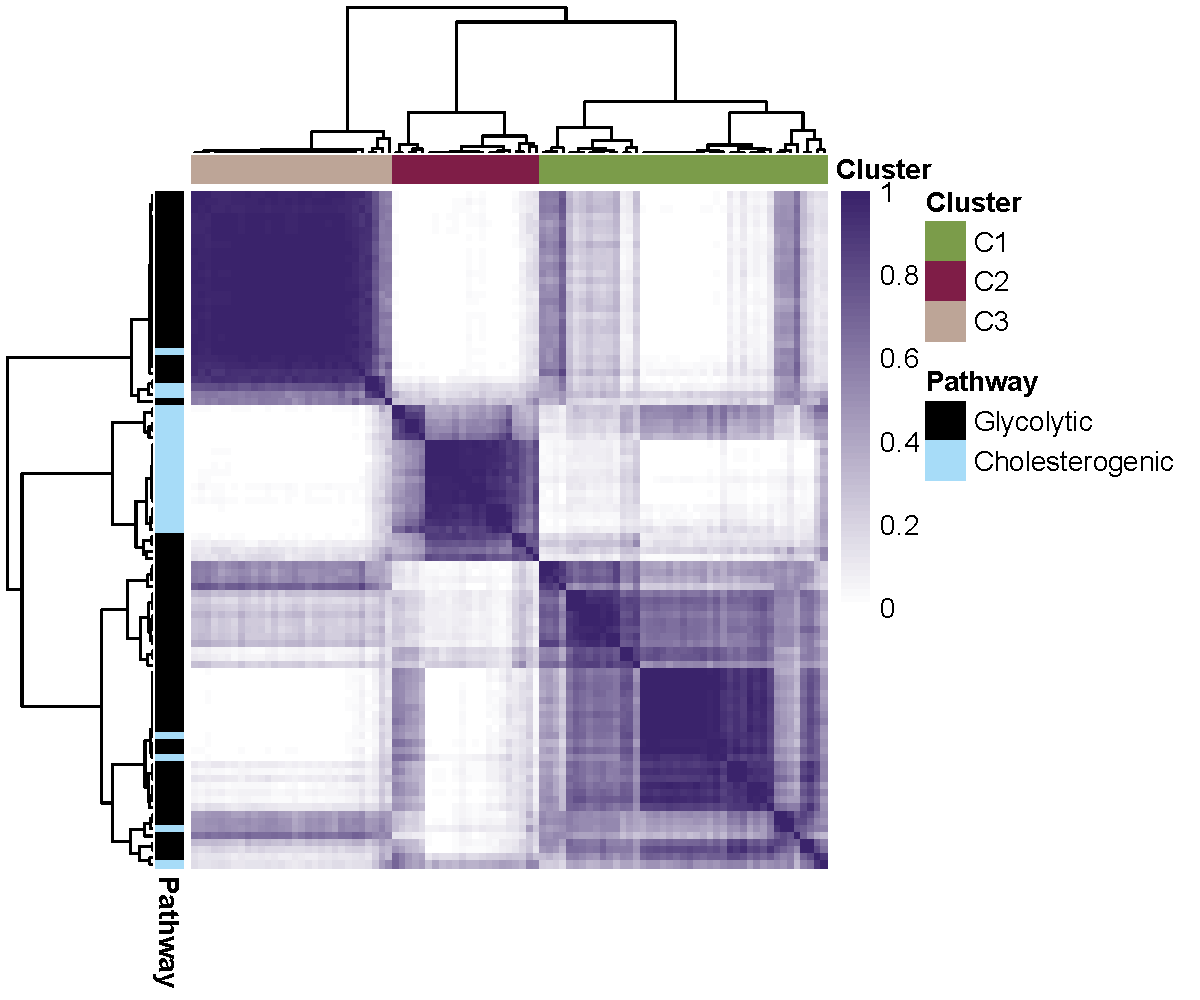 Cluster
1
0.8
0.6
0.4
0.2
0
Cluster
C1
C2
C3
Pathway
Glycolytic
Cholesterogenic
Pathway